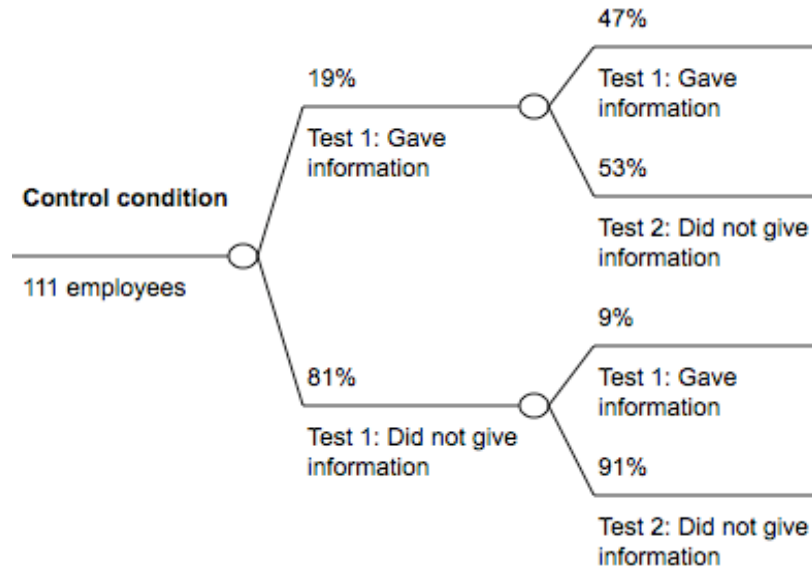 47%
19%
Test 1: Gave
information
Test 1: Gave
information
53%
Control condition
Test 2: Did not give
information
111 employees
9%
81%
Test 1: Gave
information
Test 1: Did not give
information
91%
Test 2: Did not give
information